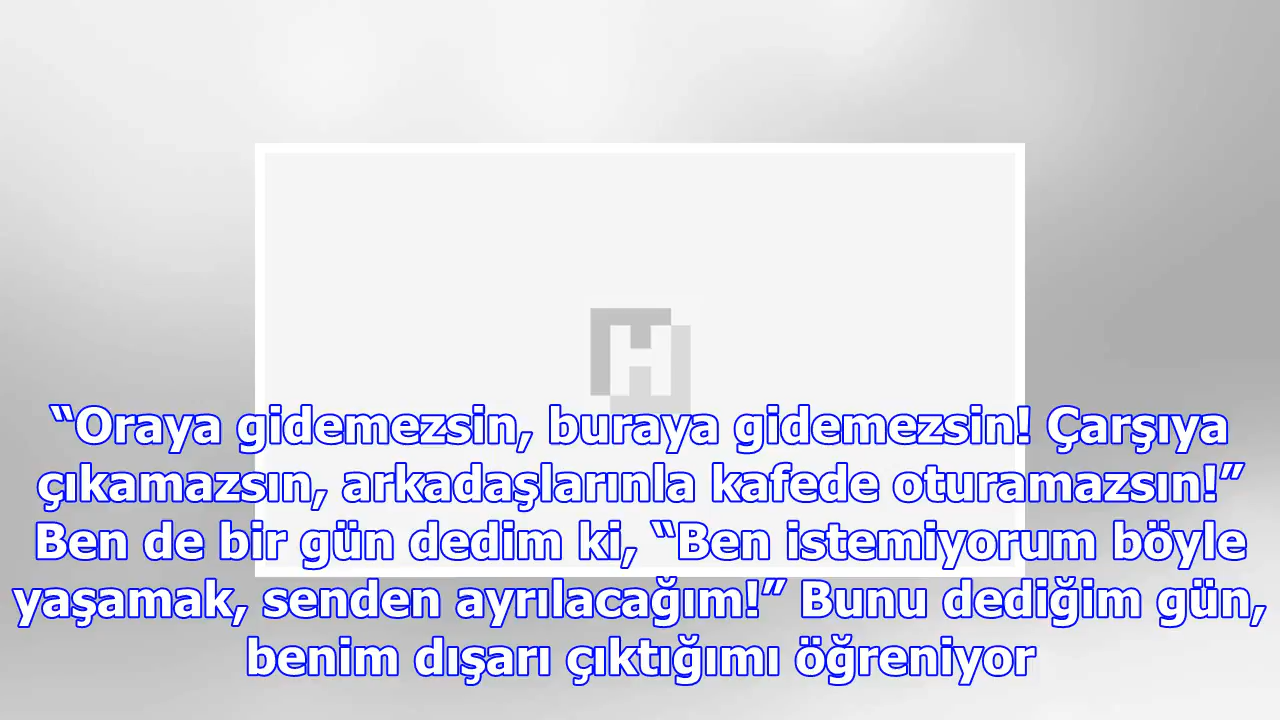 “Oraya gidemezsin, buraya gidemezsin! Çarşıya
çıkamazsın, arkadaşlarınla kafede oturamazsın!”
Ben de bir gün dedim ki, “Ben istemiyorum böyle
yaşamak, senden ayrılacağım!” Bunu dediğim gün,
benim dışarı çıktığımı öğreniyor